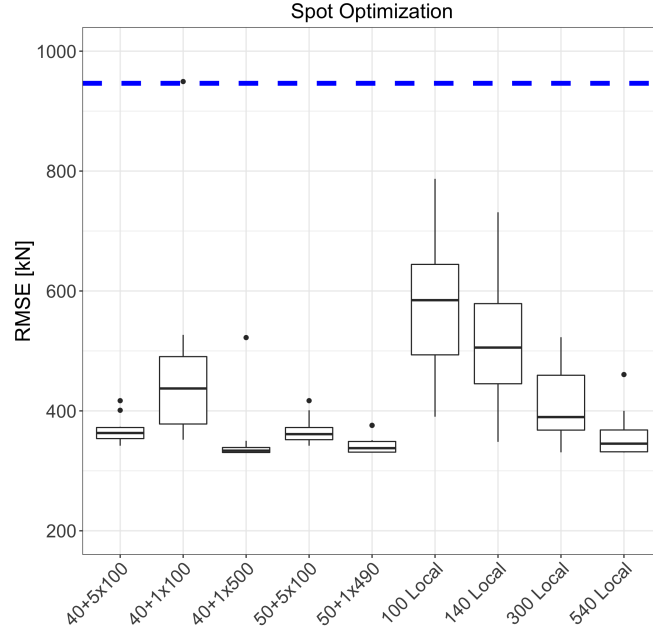 Spot Optimization
RMSE [kN]
1000
800
600
400
200
40+5x100
40+1x100
40+1x500
50+5x100
50+1x490
100 Local
140 Local
300 Local
540 Local